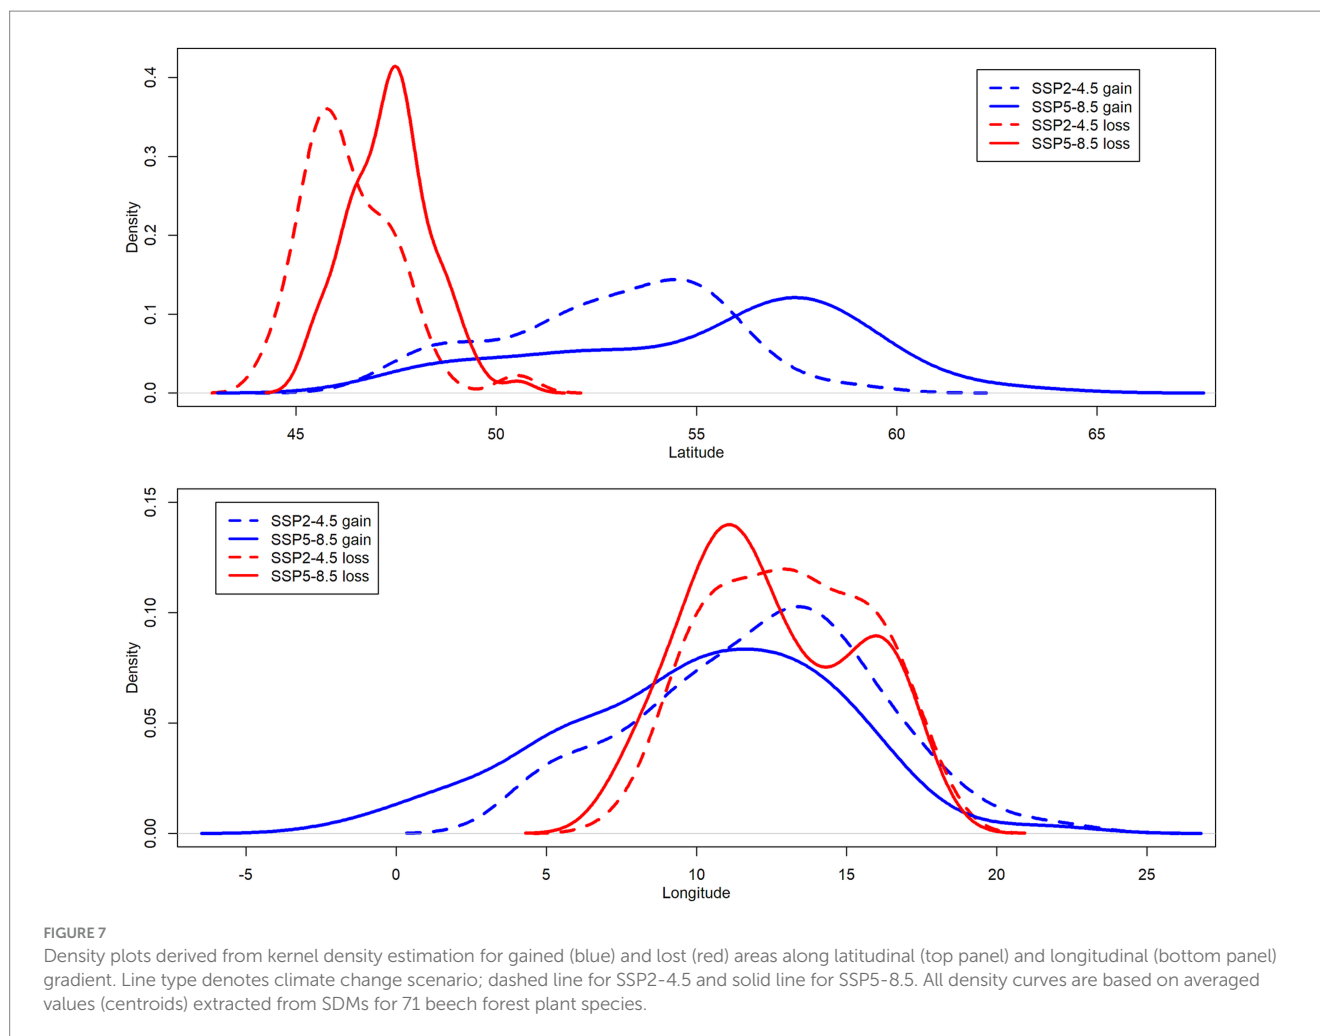 0.4
0.3
0.2
0.1
0.0
Density
SSP2-4.5 gain
SSP5-8.5 gain
SSP2-4.5 loss
SSP5-8.5 loss
45 50 55 60 65
Latitude
0.15
0.10
0.05
0.00
Density
SSP2-4.5 gain
SSP5-8.5 gain
SSP2-4.5 loss
SSP5-8.5 loss
-5 0 5 10 15 20 25
Longitude
FIGURE 7
Density plots derived from kernel density estimation for gained (blue) and lost (red) areas along latitudinal (top panel) and longitudinal (bottom panel)
gradient. Line type denotes climate change scenario; dashed line for SSP2-4.5 and solid line for SSP5-8.5. All density curves are based on averaged
values (centroids) extracted from SDMs for 71 beech forest plant species.